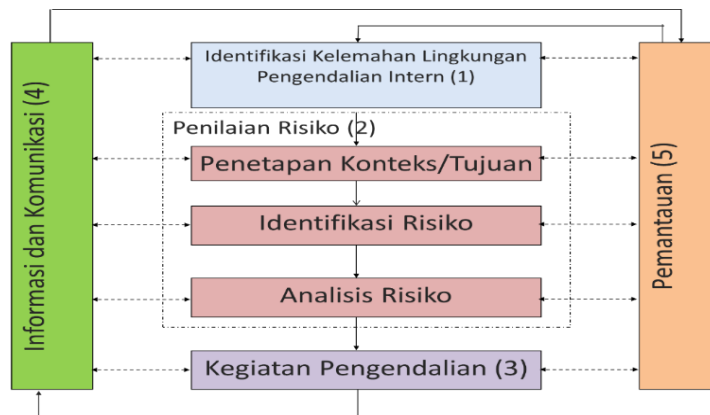 Informasi dan Komunikasi (4)
Identifikasi Kelemahan Lingkungan
Pengendalian Intern (1)
Penilaian Risiko (2)
Penetapan Konteks/Tujuan
Identifikasi Risiko
Analisis Risiko
Kegiatan Pengendalian (3)
Pemantauan (5)